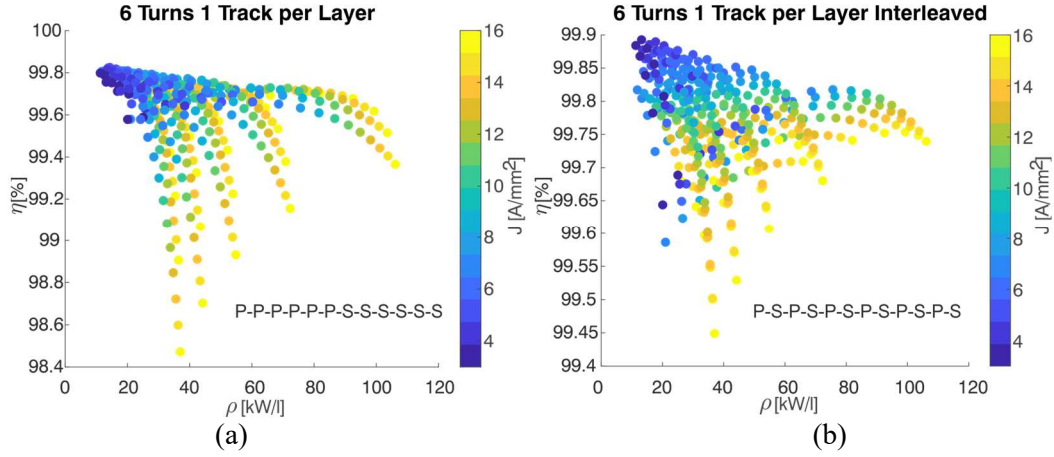 6 Turns 1 Track per Layer
100
99.8
99.6
99.4
99.2
99
98.8
98.6
98.4
η[%]
0 20 40 60 80 100 120
ρ [kW/l]
P-P-P-P-P-P-S-S-S-S-S-S
16
14
12
10
8
6
4
J [A/mm²]
(a)
6 Turns 1 Track per Layer Interleaved
99.9
99.85
99.8
99.75
99.7
99.65
99.6
99.55
99.5
99.45
99.4
η[%]
0 20 40 60 80 100 120
ρ [kW/l]
P-S-P-S-P-S-P-S-P-S-P-S
16
14
12
10
8
6
4
J [A/mm²]
(b)